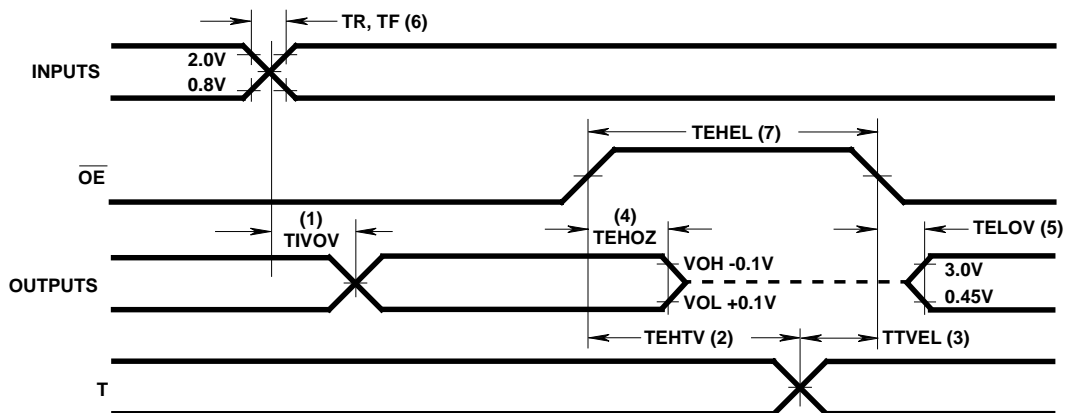 TR, TF (6)
INPUTS
2.0V
0.8V
TEHEL (7)
OE
(1)
TIVOV
(4)
TEHOZ
TELOV (5)
OUTPUTS
VOH -0.1V
VOL +0.1V
3.0V
0.45V
TEHTV (2)
TTVEL (3)
T